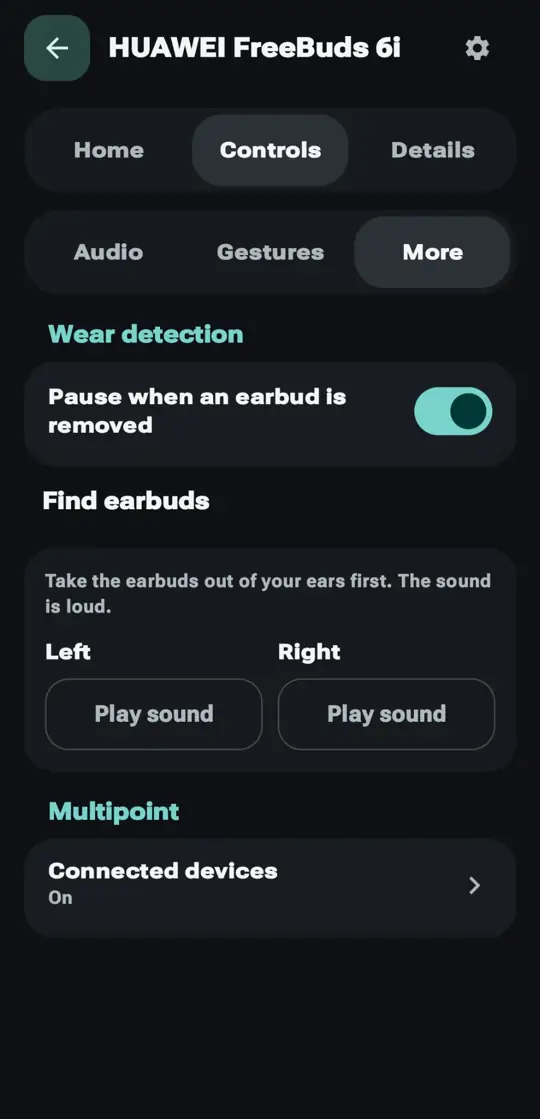 HUAWEI FreeBuds 6i
Home
Controls
Details
Audio
Gestures
More
Wear detection
Pause when an earbud is
removed
Find earbuds
Take the earbuds out of your ears first. The sound
is loud.
Left
Right
Play sound
Play sound
Multipoint
Connected devices
On